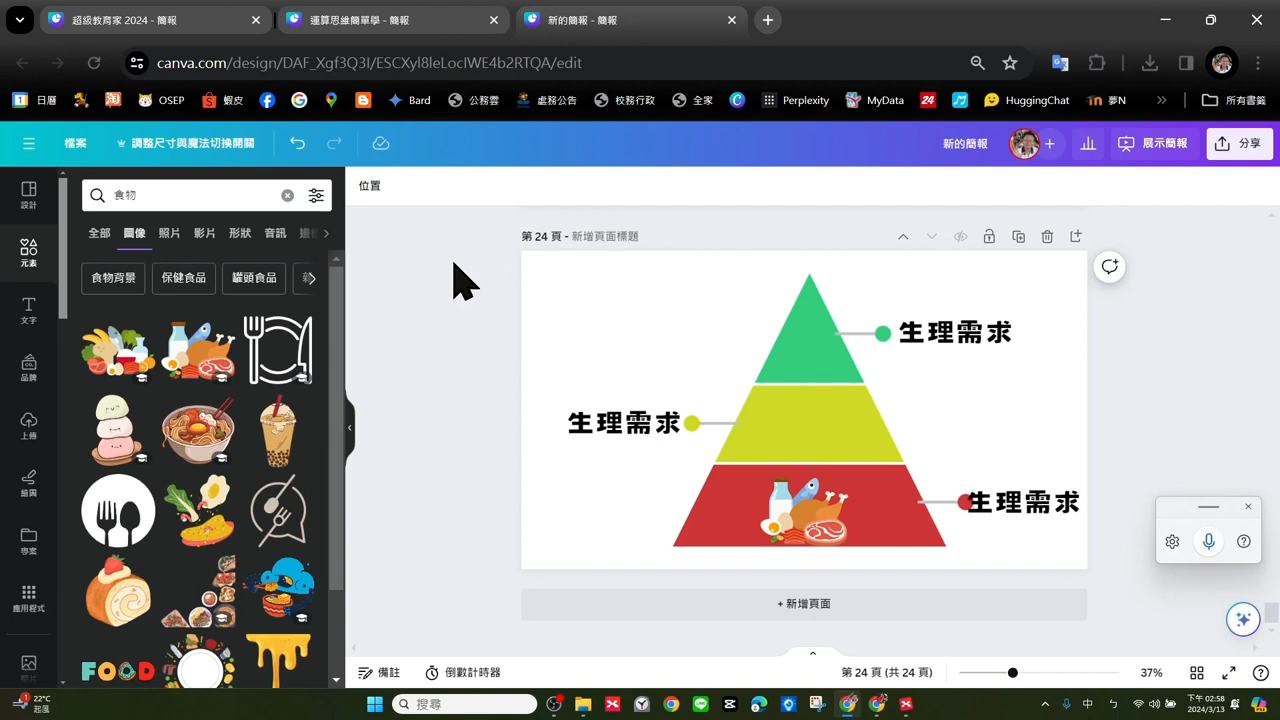 超級教育家 2024 - 簡報
運算思維簡單學 - 簡報
新的簡報 - 簡報
canva.com/design/DAF_Xgf3Q3I/ESCXyl8leLocIWE4b2RTQA/edit
日曆
淘
OSEP
蝦皮
Bard
公務雲
處務公告
校務行政
全家
Perplexity
MyData
24
HuggingChat
夢N
所有書籤
檔案
調整尺寸與魔法切換開關
新的簡報
展示簡報
分享
設計
元素
文字
品牌
上傳
繪圖
專案
應用程式
食物
全部
圖像
照片
影片
形狀
音訊
食物背景
保健食品
罐頭食品
FOOD
位置
第 24 頁 - 新增頁面標題
生理需求
生理需求
生理需求
+ 新增頁面
備註
倒數計時器
第 24 頁 (共 24 頁)
37%
22°C
起風
搜尋
中
ㄅ
下午 02:58
2024/3/13